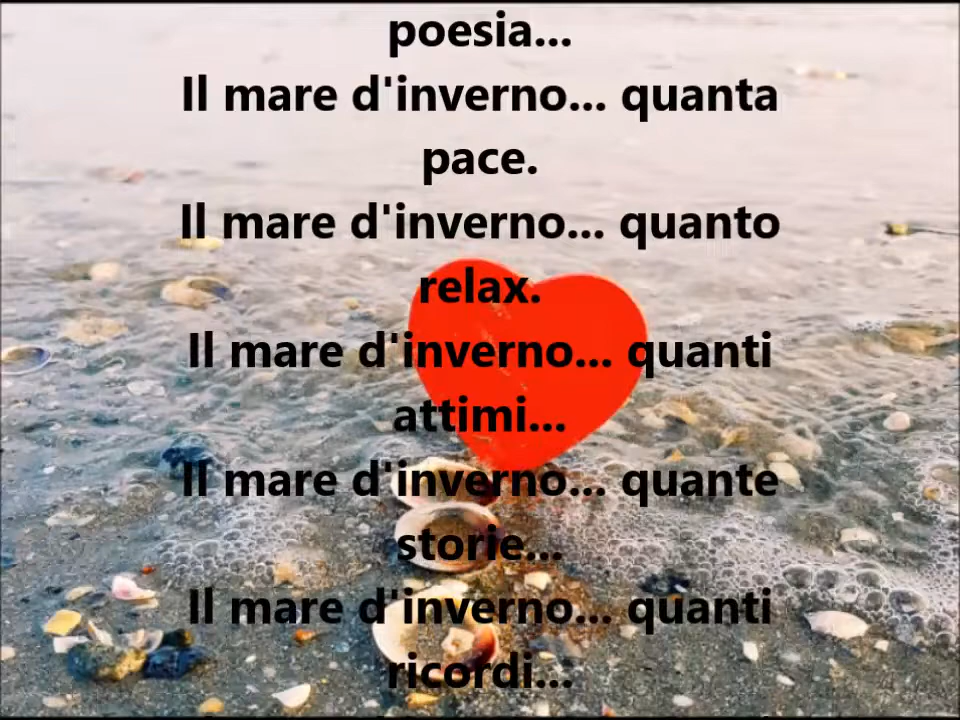 poesia...
Il mare d'inverno... quanta
pace.
Il mare d'inverno... quanto
relax.
Il mare d'inverno... quanti
attimi...
Il mare d'inverno... quante
storie...
Il mare d'inverno... quanti
ricordi...